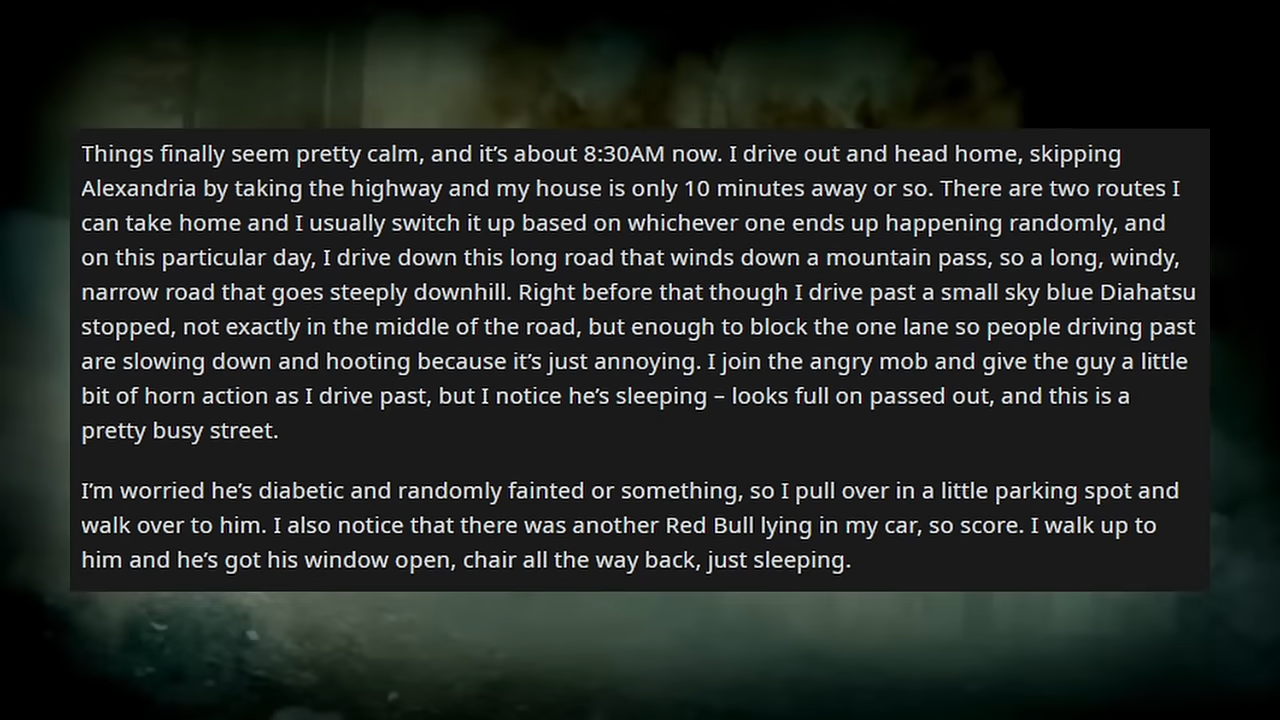 Things finally seem pretty calm, and it’s about 8:30AM now. I drive out and head home, skipping
Alexandria by taking the highway and my house is only 10 minutes away or so. There are two routes I
can take home and I usually switch it up based on whichever one ends up happening randomly, and
on this particular day, I drive down this long road that winds down a mountain pass, so a long, windy,
narrow road that goes steeply downhill. Right before that though I drive past a small sky blue Diahatsu
stopped, not exactly in the middle of the road, but enough to block the one lane so people driving past
are slowing down and hooting because it’s just annoying. I join the angry mob and give the guy a little
bit of horn action as I drive past, but I notice he’s sleeping – looks full on passed out, and this is a
pretty busy street.
I’m worried he’s diabetic and randomly fainted or something, so I pull over in a little parking spot and
walk over to him. I also notice that there was another Red Bull lying in my car, so score. I walk up to
him and he’s got his window open, chair all the way back, just sleeping.